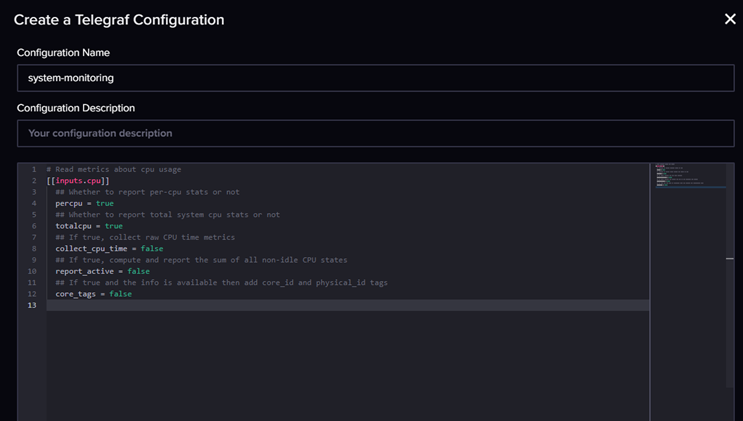 Create a Telegraf Configuration
Configuration Name
system-monitoring
Configuration Description
Your configuration description
1 # Read metrics about cpu usage
2 [[inputs.cpu]]
3 ## Whether to report per-cpu stats or not
4 percpu = true
5 ## Whether to report total system cpu stats or not
6 totalcpu = true
7 ## If true, collect raw CPU time metrics
8 collect_cpu_time = false
9 ## If true, compute and report the sum of all non-idle CPU states
10 report_active = false
11 ## If true and the info is available then add core_id and physical_id tags
12 core_tags = false
13